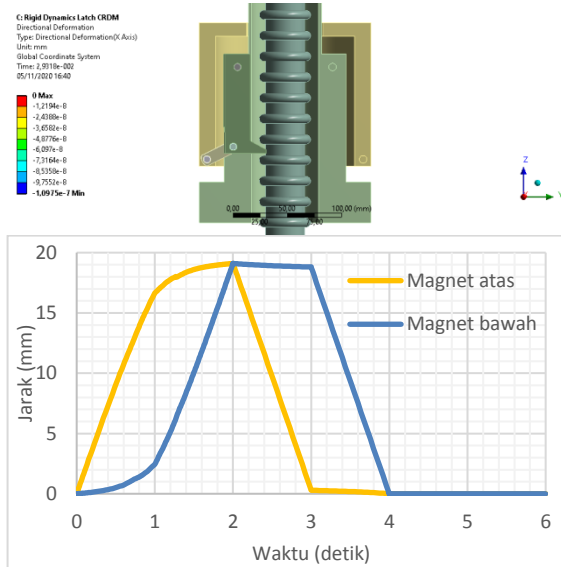 C: Rigid Dynamics Latch CRDM
Directional Deformation
Type: Directional Deformation(X Axis)
Unit: mm
Global Coordinate System
Time: 2,9318e-002
05/11/2020 16:40
0 Max
-1,2194e-8
-2,4388e-8
-3,6582e-8
-4,8776e-8
-6,097e-8
-7,3164e-8
-8,5358e-8
-9,7552e-8
-1,0975e-7 Min
0,00 50,00 100,00 (mm)
25,00 75,00
Z
Y
20
15
10
5
0
Jarak (mm)
Magnet atas
Magnet bawah
0 1 2 3 4 5 6
Waktu (detik)